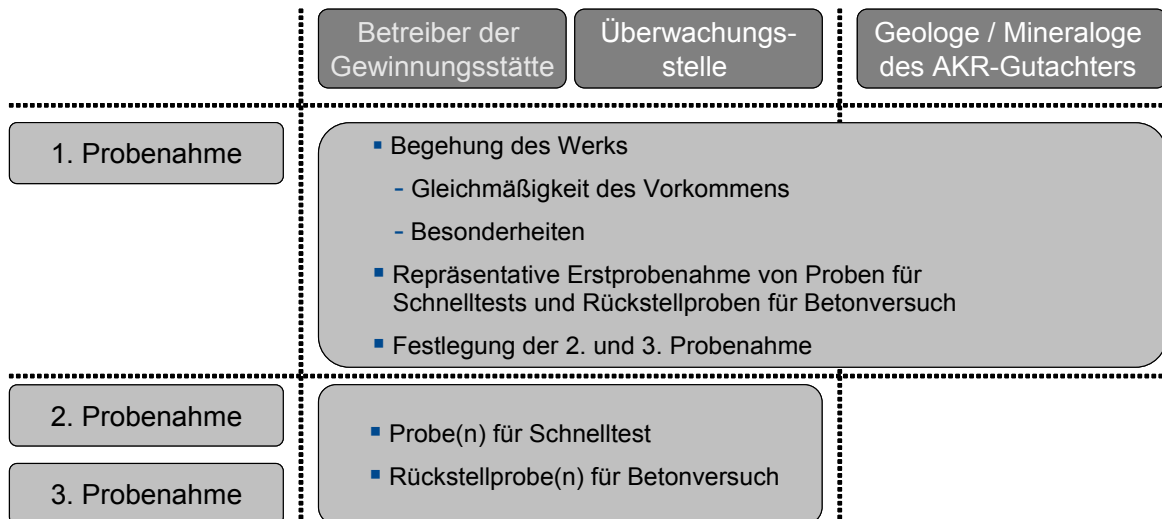 Betreiber der
Gewinnungsstätte
Überwachungs-
stelle
Geologe / Mineraloge
des AKR-Gutachters
1. Probenahme
▪ Begehung des Werks
- Gleichmäßigkeit des Vorkommens
- Besonderheiten
▪ Repräsentative Erstprobenahme von Proben für
Schnelltests und Rückstellproben für Betonversuch
▪ Festlegung der 2. und 3. Probenahme
2. Probenahme
3. Probenahme
▪ Probe(n) für Schnelltest
▪ Rückstellprobe(n) für Betonversuch